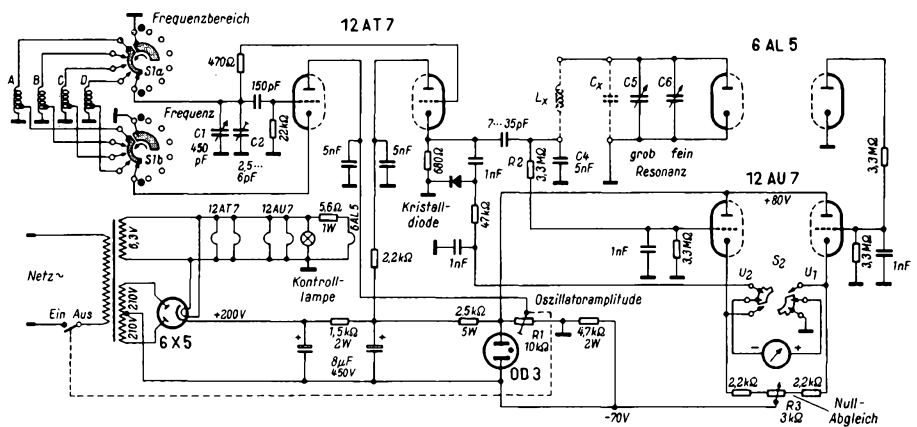 Frequenzbereich
12 AT 7
6 AL 5
A
B
C
D
S1a
S1b
470Ω
150pF
Frequenz
C1
450
pF
C2
2,5...
6pF
22kΩ
5nF
5nF
680Ω
Kristall-
diode
1nF
47kΩ
1nF
7...35pF
R2
3,3MΩ
Lx
Cx
C4
5nF
C5
C6
grob
fein
Resonanz
3,3MΩ
12 AU 7
+80V
1nF
3,3MΩ
3,3MΩ
1nF
U2
S2
U1
12AT7
12AU7
5,6Ω
1W
6AL5
6,3V
Kontroll-
lampe
2,2kΩ
Netz~
Ein
Aus
210V
210V
6X5
+200V
+
1,5kΩ
2W
8µF
450V
+
2,5kΩ
5W
OD3
Oszillatoramplitude
R1
10kΩ
4,7kΩ
2W
-70V
−
+
2,2kΩ
R3
3kΩ
2,2kΩ
Null-
Abgleich